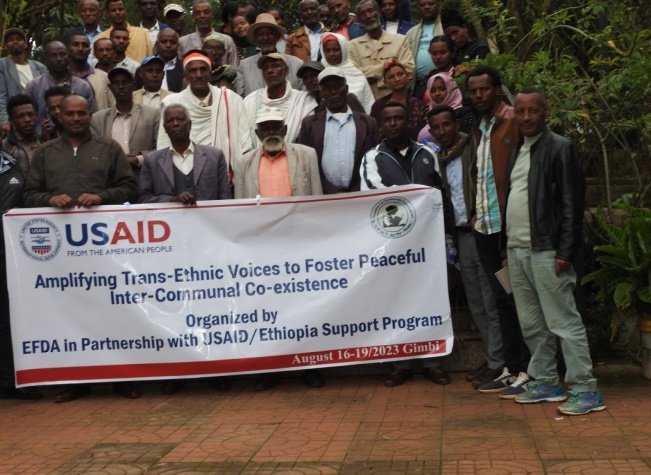 USAID
FROM THE AMERICAN PEOPLE
Amplifying Trans-Ethnic Voices to Foster Peaceful
Inter-Communal Co-existence
Organized by
EFDA in Partnership with USAID/Ethiopia Support Program
August 16-19/2023 Gimbi